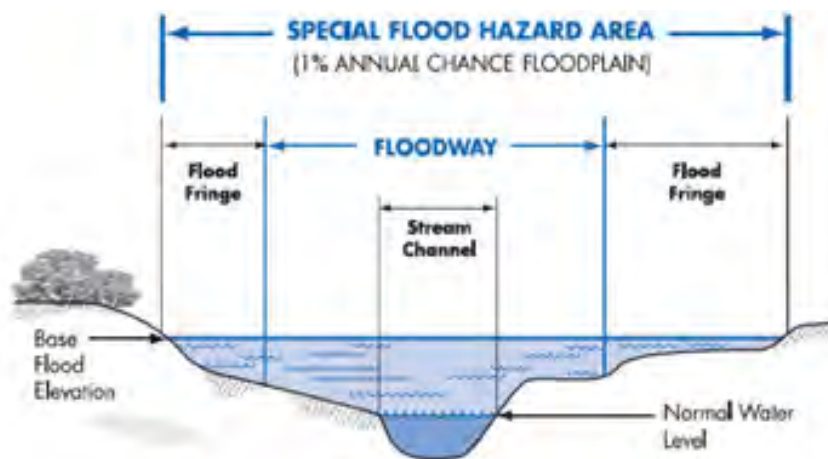 SPECIAL FLOOD HAZARD AREA
(1% ANNUAL CHANCE FLOODPLAIN)
FLOODWAY
Flood
Fringe
Flood
Fringe
Stream
Channel
Base
Flood
Elevation
Normal Water
Level